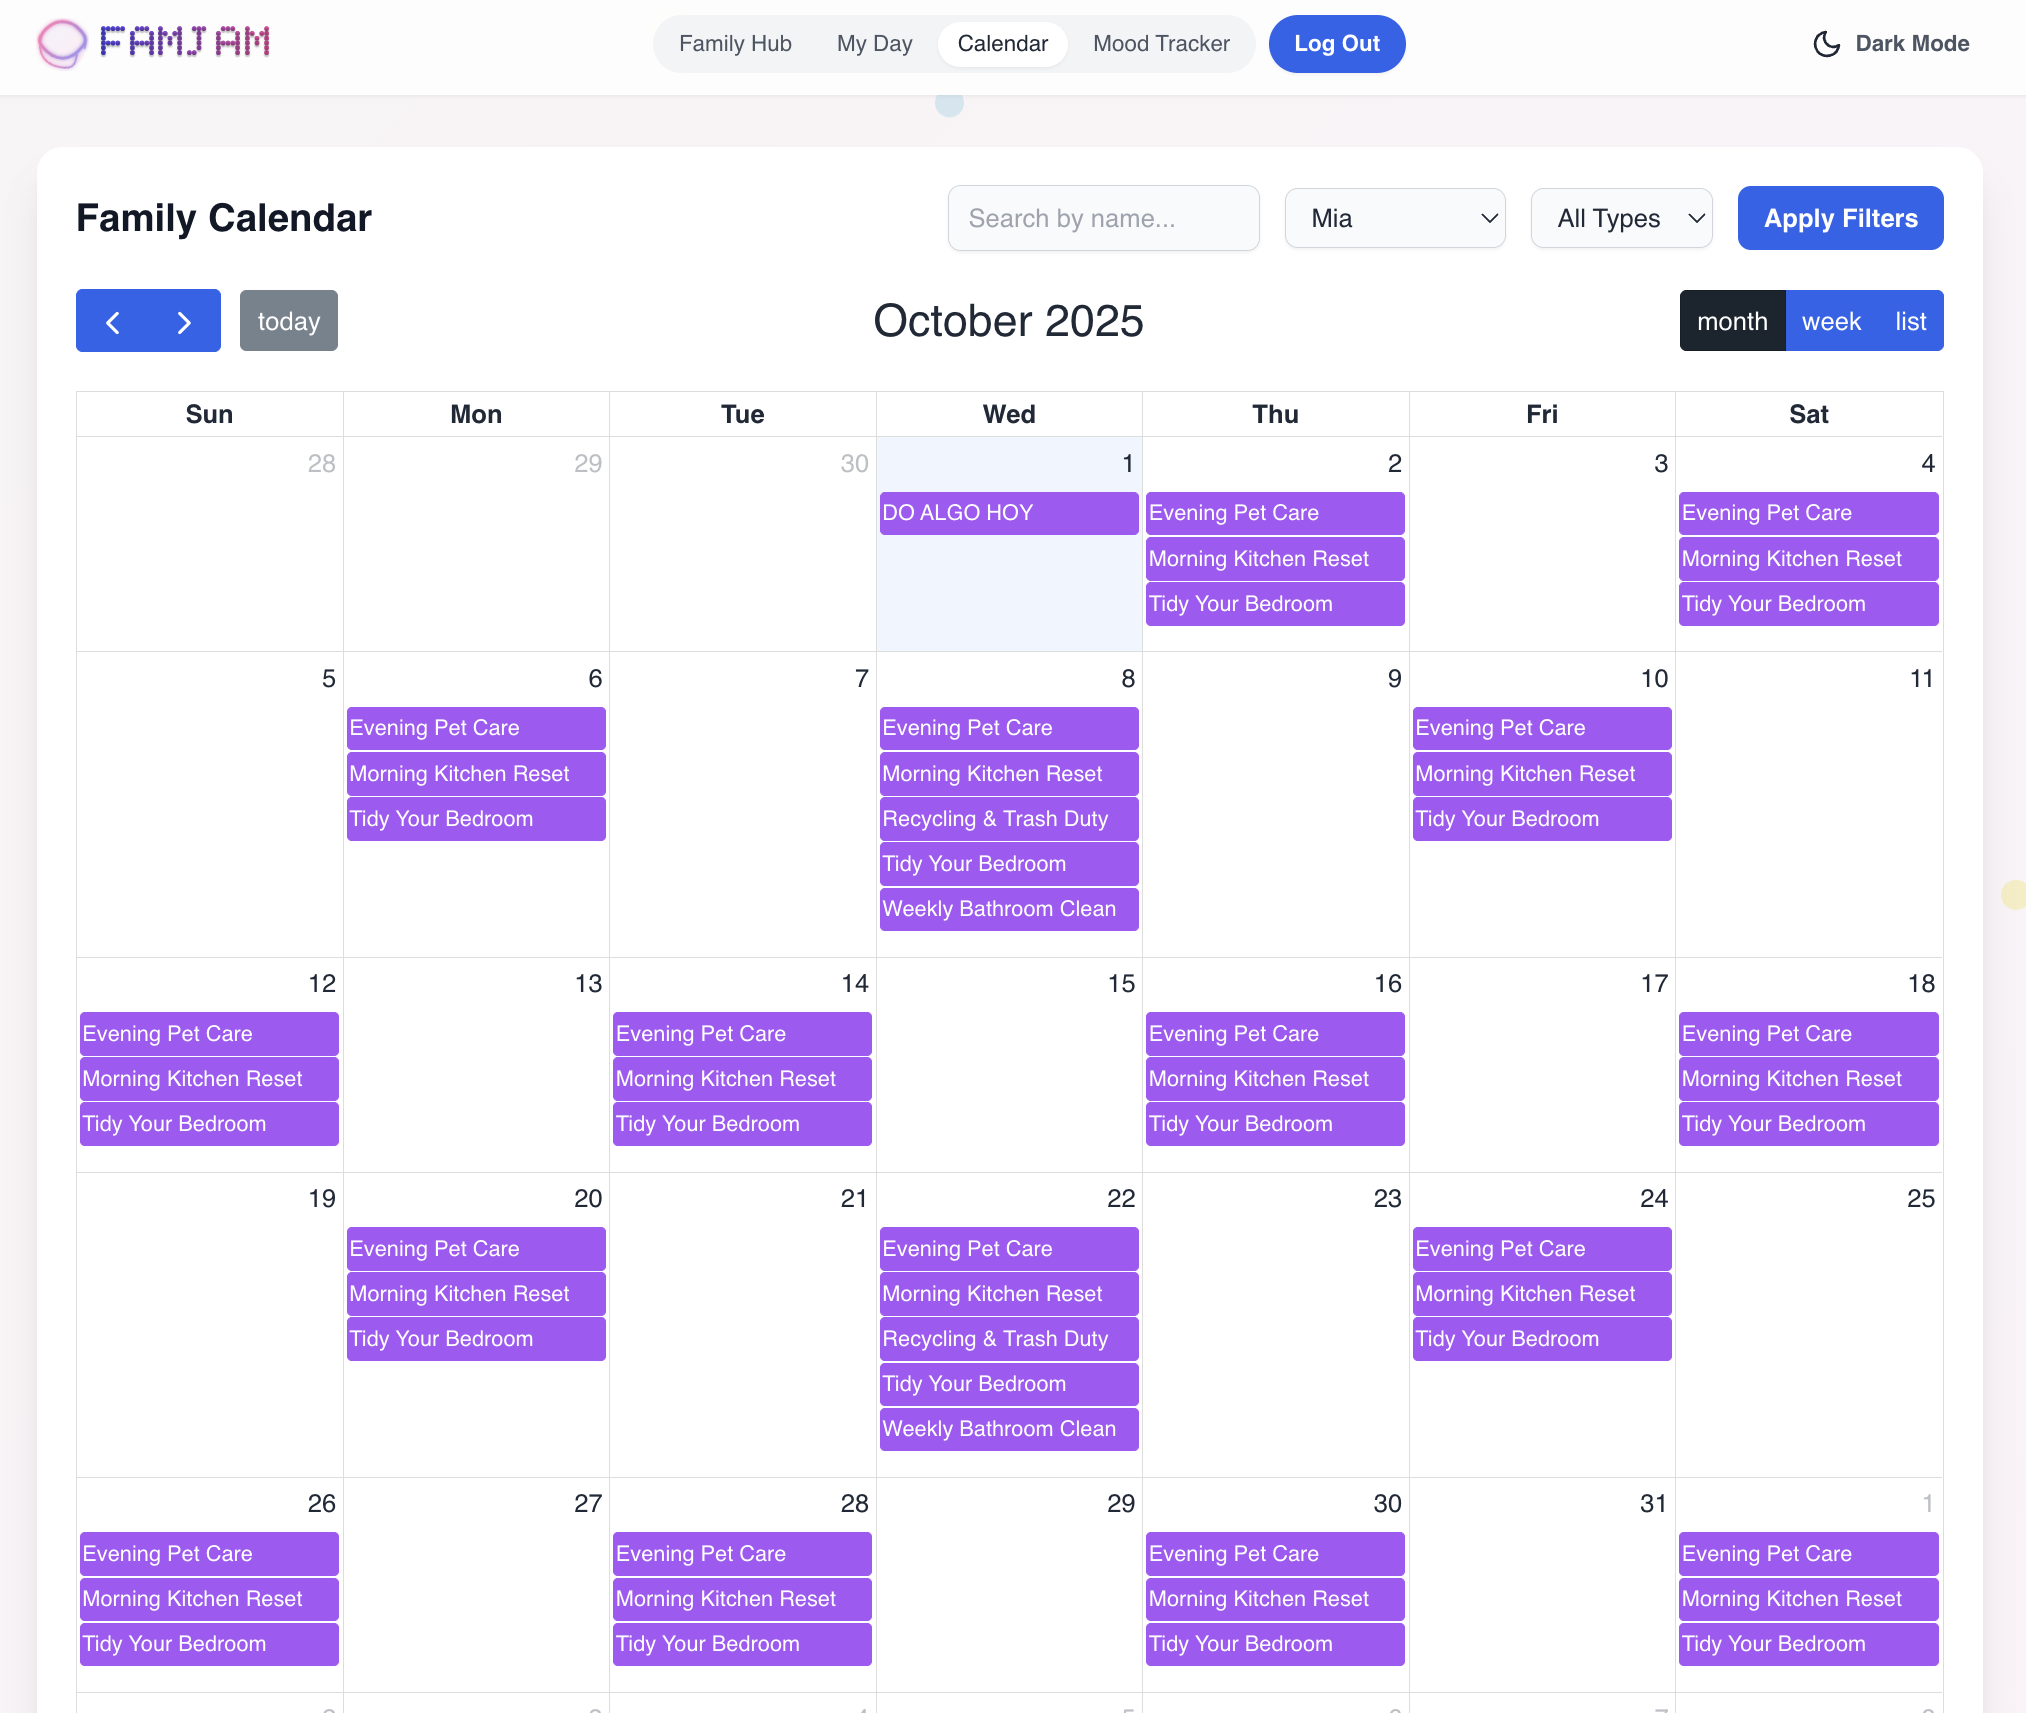 FAMJAM
Family Hub My Day Calendar Mood Tracker Log Out Dark Mode
Family Calendar Search by name... Mia All Types Apply Filters
today October 2025 month week list
Sun Mon Tue Wed Thu Fri Sat
28 29 30 1 2 3 4
DO ALGO HOY Evening Pet Care Evening Pet Care
Morning Kitchen Reset Morning Kitchen Reset
Tidy Your Bedroom Tidy Your Bedroom
5 6 7 8 9 10 11
Evening Pet Care Evening Pet Care Evening Pet Care
Morning Kitchen Reset Morning Kitchen Reset Morning Kitchen Reset
Tidy Your Bedroom Recycling & Trash Duty Tidy Your Bedroom
Tidy Your Bedroom
Weekly Bathroom Clean
12 13 14 15 16 17 18
Evening Pet Care Evening Pet Care Evening Pet Care Evening Pet Care
Morning Kitchen Reset Morning Kitchen Reset Morning Kitchen Reset Morning Kitchen Reset
Tidy Your Bedroom Tidy Your Bedroom Tidy Your Bedroom Tidy Your Bedroom
19 20 21 22 23 24 25
Evening Pet Care Evening Pet Care Evening Pet Care
Morning Kitchen Reset Morning Kitchen Reset Morning Kitchen Reset
Tidy Your Bedroom Recycling & Trash Duty Tidy Your Bedroom
Tidy Your Bedroom
Weekly Bathroom Clean
26 27 28 29 30 31 1
Evening Pet Care Evening Pet Care Evening Pet Care Evening Pet Care
Morning Kitchen Reset Morning Kitchen Reset Morning Kitchen Reset Morning Kitchen Reset
Tidy Your Bedroom Tidy Your Bedroom Tidy Your Bedroom Tidy Your Bedroom